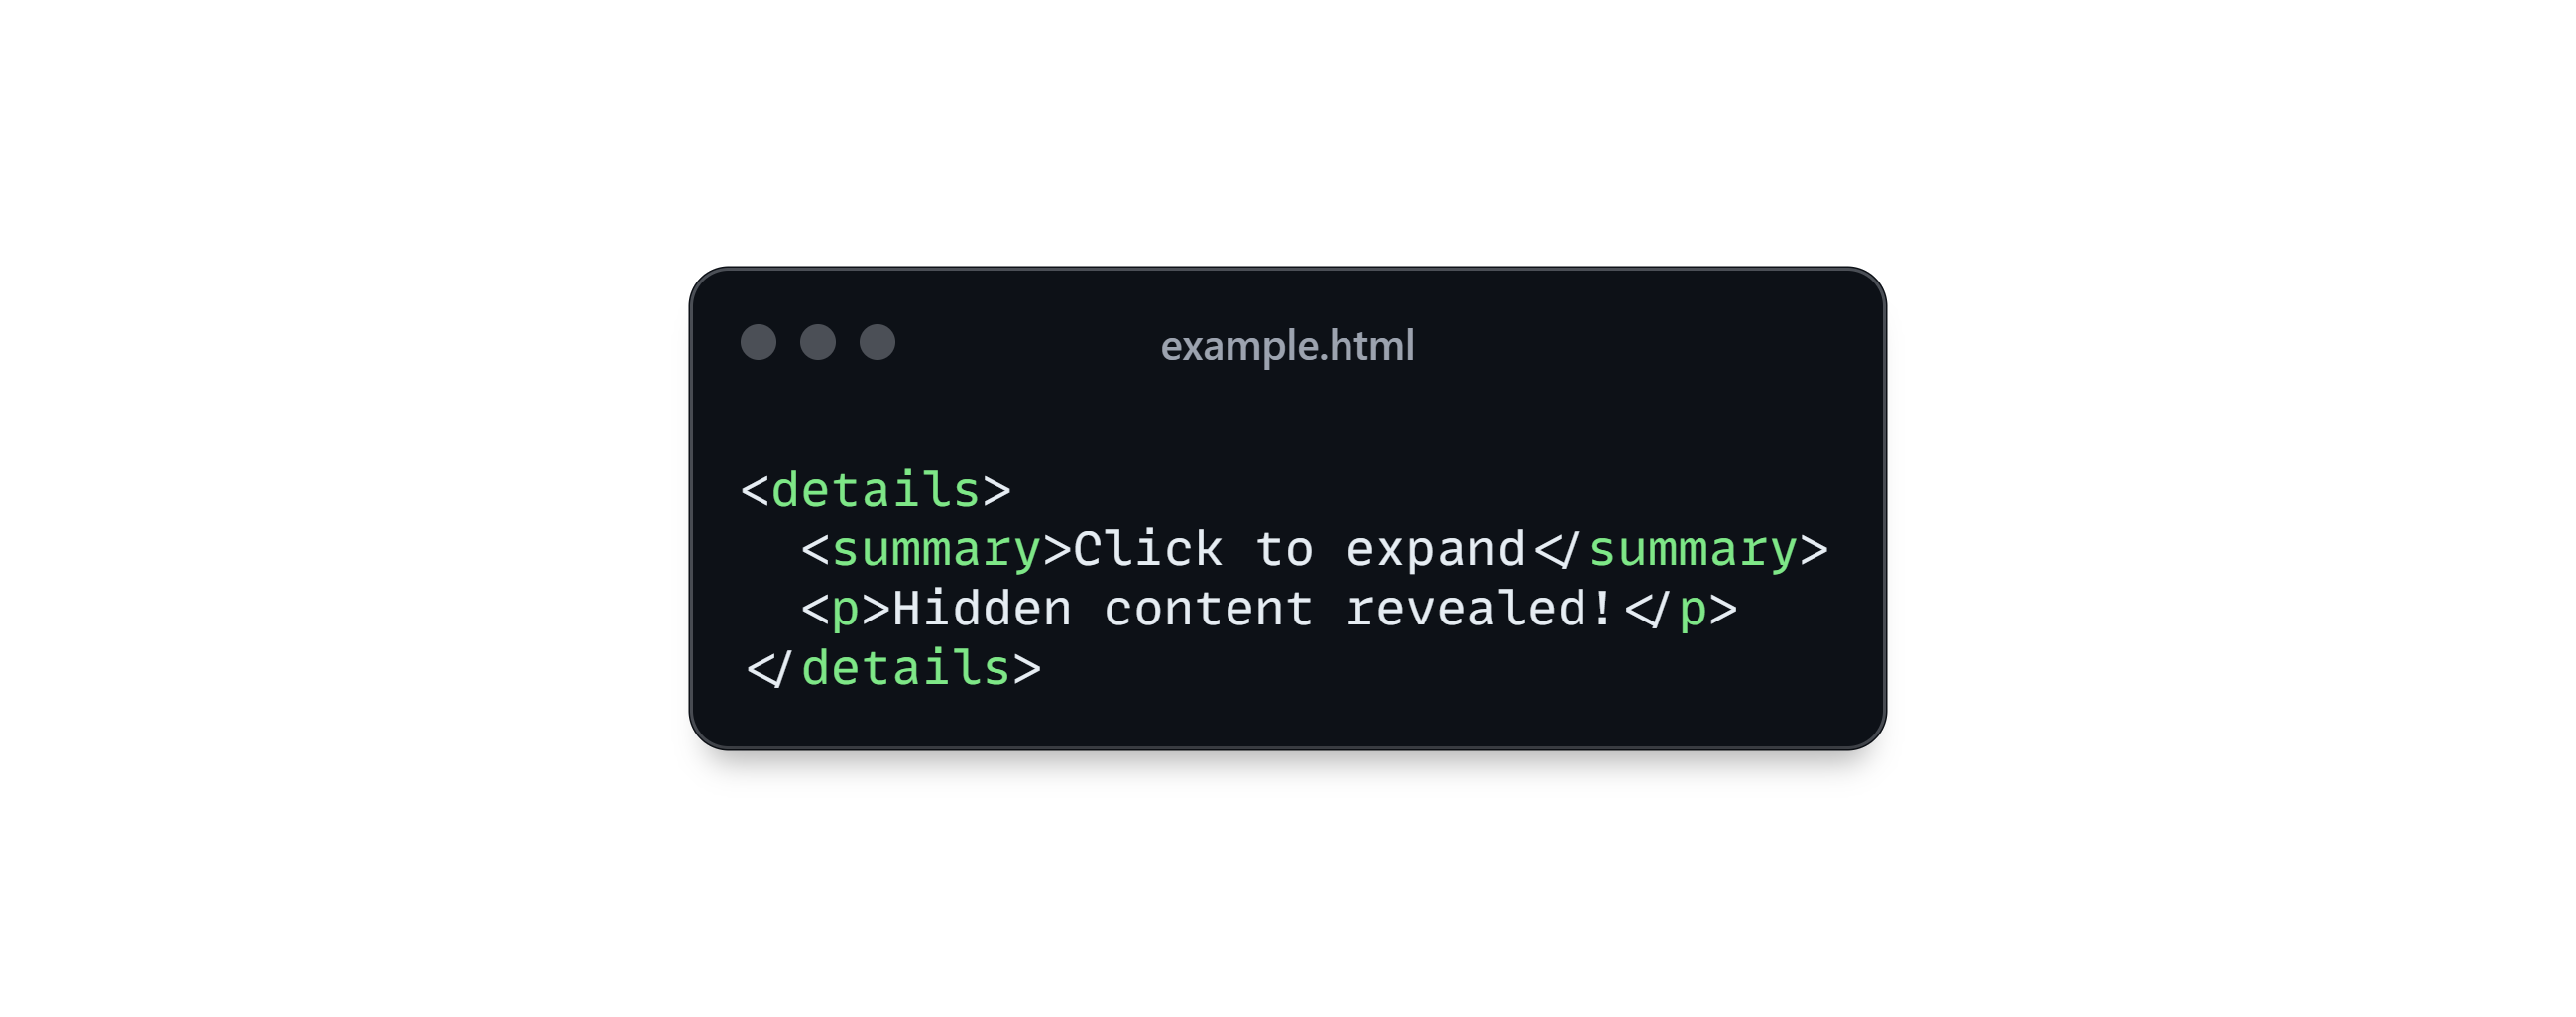 example.html
<details>
  <summary>Click to expand</summary>
  <p>Hidden content revealed!</p>
</details>